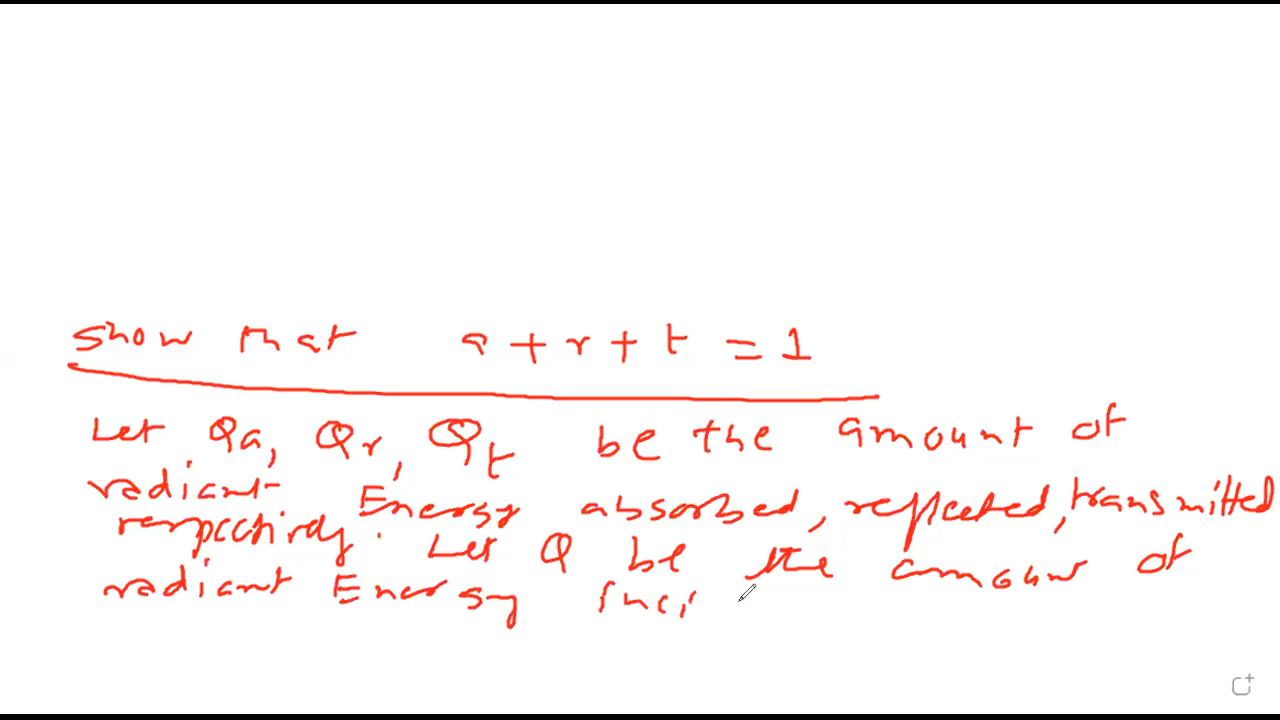 show that a + r + t = 1
Let Qa, Qr, Qt be the amount of
radiant Energy absorbed, reflected, transmitted
respectively. Let Q be the amount of
radiant Energy inci